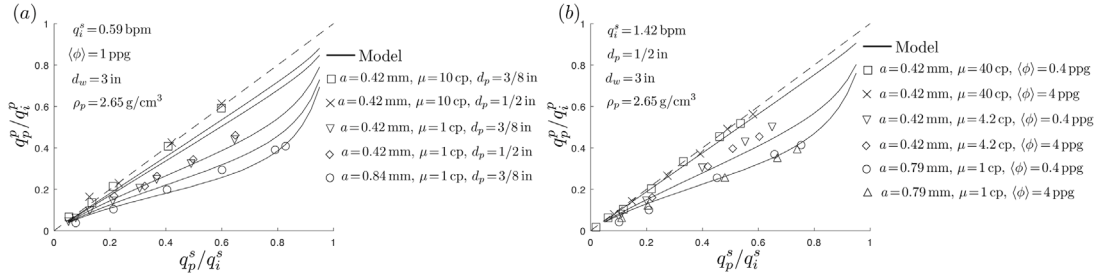 (a)
q_i^s = 0.59 bpm
⟨ϕ⟩ = 1 ppg
d_w = 3 in
ρ_p = 2.65 g/cm³
Model
a = 0.42 mm, μ = 10 cp, d_p = 3/8 in
a = 0.42 mm, μ = 10 cp, d_p = 1/2 in
a = 0.42 mm, μ = 1 cp, d_p = 3/8 in
a = 0.42 mm, μ = 1 cp, d_p = 1/2 in
a = 0.84 mm, μ = 1 cp, d_p = 3/8 in
q_p^p/q_i^p
1
0.8
0.6
0.4
0.2
0
0 0.2 0.4 0.6 0.8 1
q_p^s/q_i^s
(b)
q_i^s = 1.42 bpm
d_p = 1/2 in
d_w = 3 in
ρ_p = 2.65 g/cm³
Model
a = 0.42 mm, μ = 40 cp, ⟨ϕ⟩ = 0.4 ppg
a = 0.42 mm, μ = 40 cp, ⟨ϕ⟩ = 4 ppg
a = 0.42 mm, μ = 4.2 cp, ⟨ϕ⟩ = 0.4 ppg
a = 0.42 mm, μ = 4.2 cp, ⟨ϕ⟩ = 4 ppg
a = 0.79 mm, μ = 1 cp, ⟨ϕ⟩ = 0.4 ppg
a = 0.79 mm, μ = 1 cp, ⟨ϕ⟩ = 4 ppg
q_p^p/q_i^p
1
0.8
0.6
0.4
0.2
0
0 0.2 0.4 0.6 0.8 1
q_p^s/q_i^s